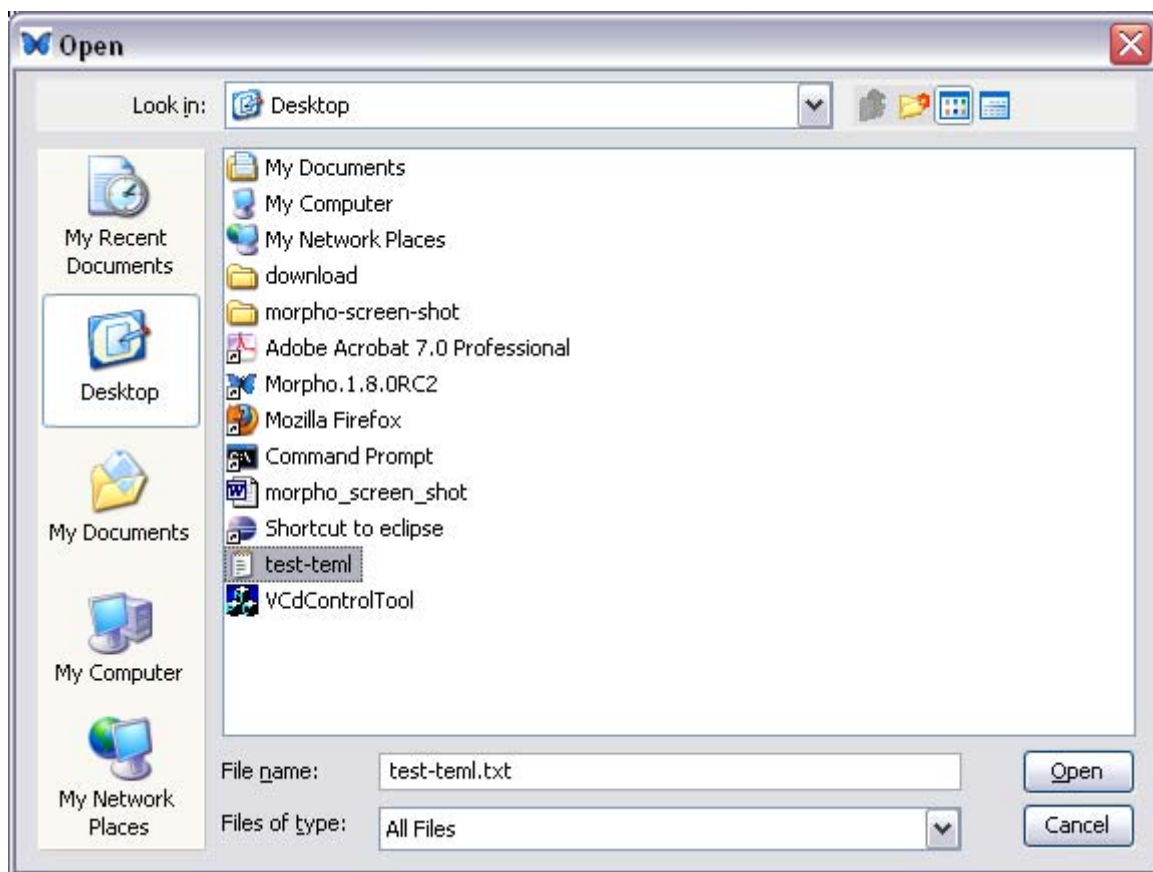 Open
Look in:
Desktop
My Recent
Documents
Desktop
My Documents
My Computer
My Network
Places
My Documents
My Computer
My Network Places
download
morpho-screen-shot
Adobe Acrobat 7.0 Professional
Morpho.1.8.0RC2
Mozilla Firefox
Command Prompt
morpho_screen_shot
Shortcut to eclipse
test-teml
VCdControlTool
File name:
test-teml.txt
Open
Files of type:
All Files
Cancel